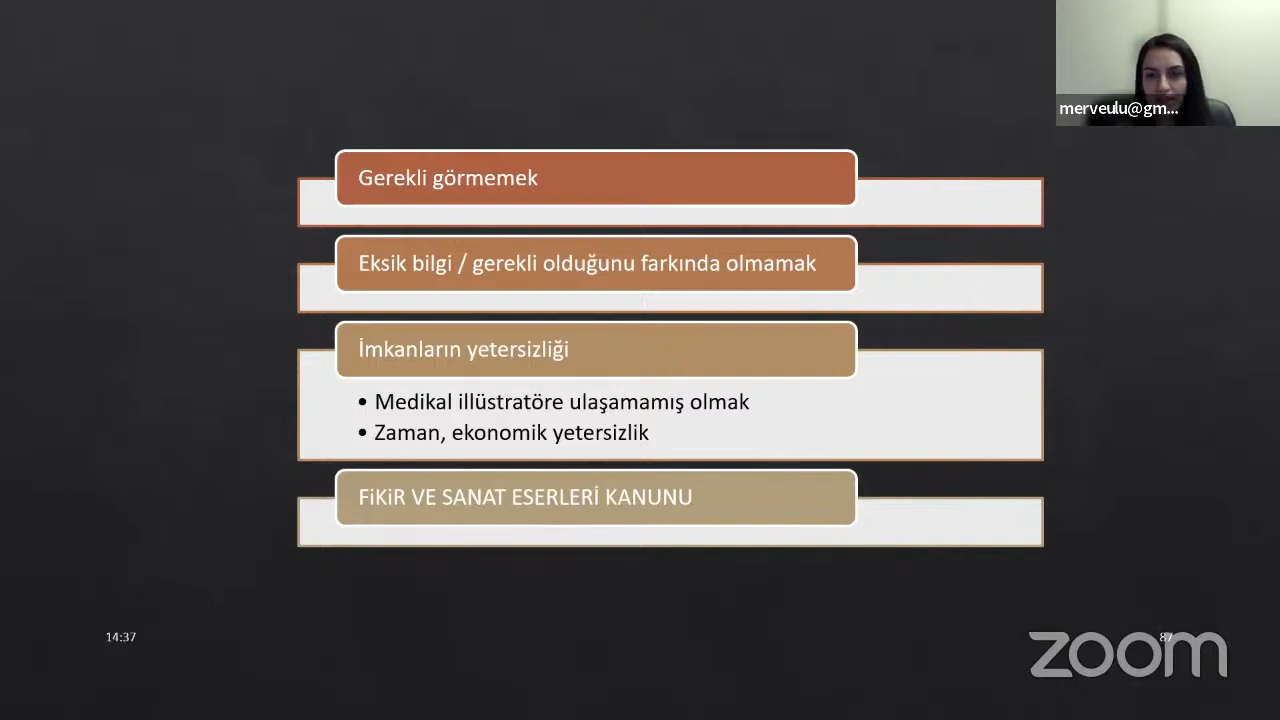 merveulu@gm...
Gerekli görmemek
Eksik bilgi / gerekli olduğunu farkında olmamak
İmkanların yetersizliği
• Medikal illüstratöre ulaşamamış olmak
• Zaman, ekonomik yetersizlik
FiKiR VE SANAT ESERLERİ KANUNU
14:37
87
zoom